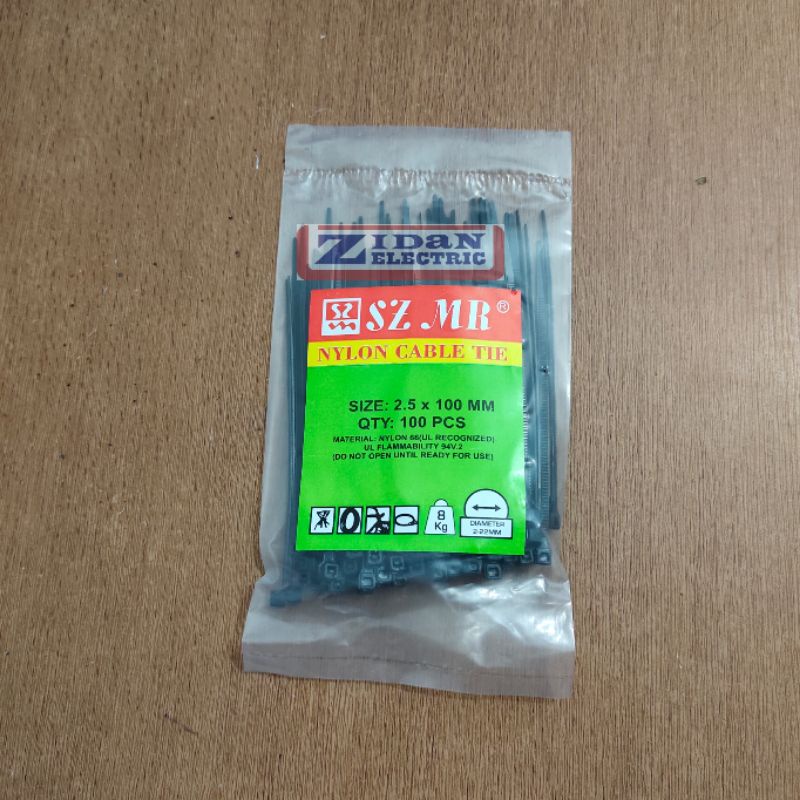 ZIDAN
ELECTRIC
SZ SZ MR®
NYLON CABLE TIE
SIZE: 2.5 x 100 MM
QTY: 100 PCS
MATERIAL: NYLON 66(UL RECOGNIZED)
UL FLAMMABILITY 94V.2
(DO NOT OPEN UNTIL READY FOR USE)
8
Kg
DIAMETER
2-22MM